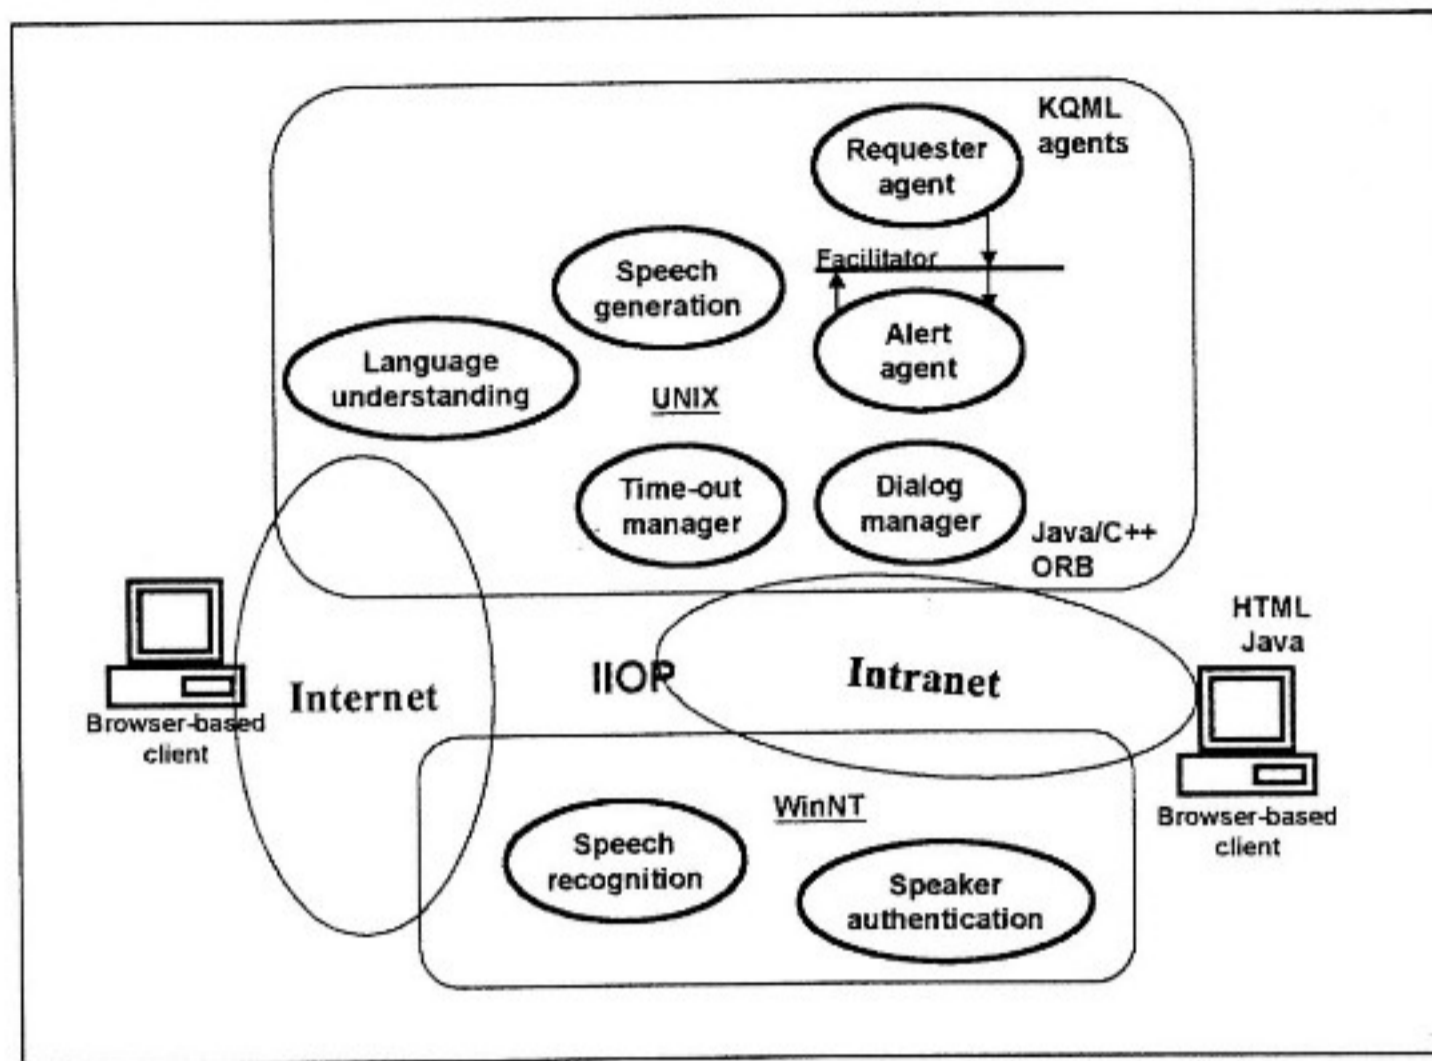 KQML
agents
Requester
agent
Facilitator
Speech
generation
Alert
agent
Language
understanding
UNIX
Time-out
manager
Dialog
manager
Java/C++
ORB
HTML
Java
Internet
IIOP
Intranet
Browser-based
client
WinNT
Browser-based
client
Speech
recognition
Speaker
authentication